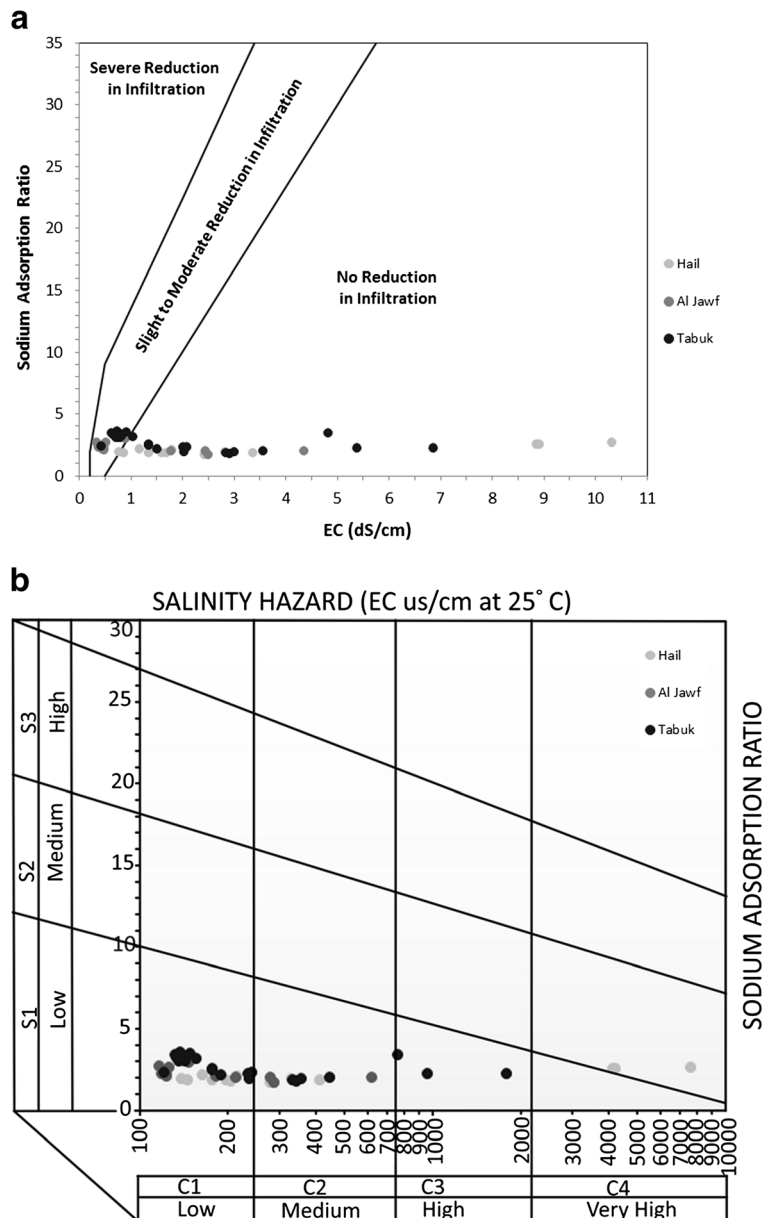 a
35
30
25
20
15
10
5
0
Sodium Adsorption Ratio
Severe Reduction
in Infiltration
Slight to Moderate Reduction in Infiltration
No Reduction
in Infiltration
Hail
Al Jawf
Tabuk
0 1 2 3 4 5 6 7 8 9 10 11
EC (dS/cm)
b
SALINITY HAZARD (EC us/cm at 25° C)
30
25
20
15
10
5
0
S3 High
S2 Medium
S1 Low
Hail
Al Jawf
Tabuk
SODIUM ADSORPTION RATIO
100 200 300 400 500 600 700 800 900 1000 2000 3000 4000 5000 6000 7000 8000 9000 10000
C1 C2 C3 C4
Low Medium High Very High